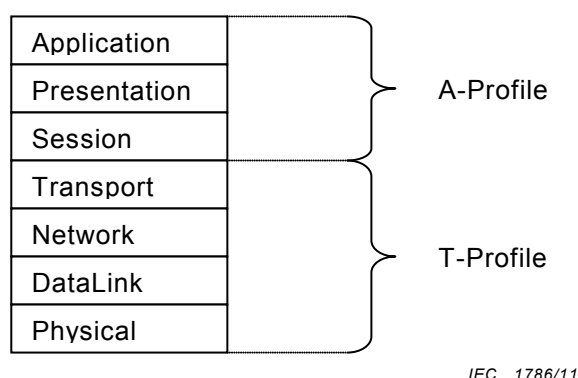 Application
Presentation
Session
Transport
Network
DataLink
Physical
A-Profile
T-Profile
IEC 1786/11